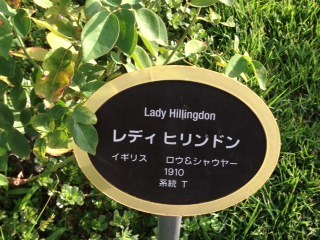 Lady Hillingdon
レディ ヒリンドン
イギリス ロウ&シャウヤー
1910
系統 T